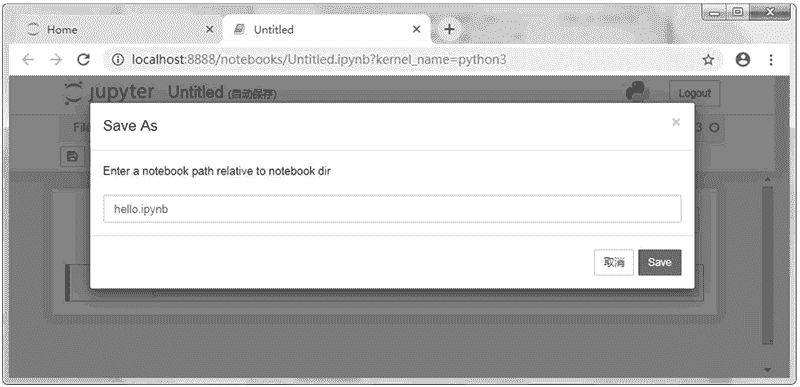 Home
Untitled
localhost:8888/notebooks/Untitled.ipynb?kernel_name=python3
jupyter Untitled (自动保存)
Logout
File
3
Save As
Enter a notebook path relative to notebook dir
hello.ipynb
取消 Save